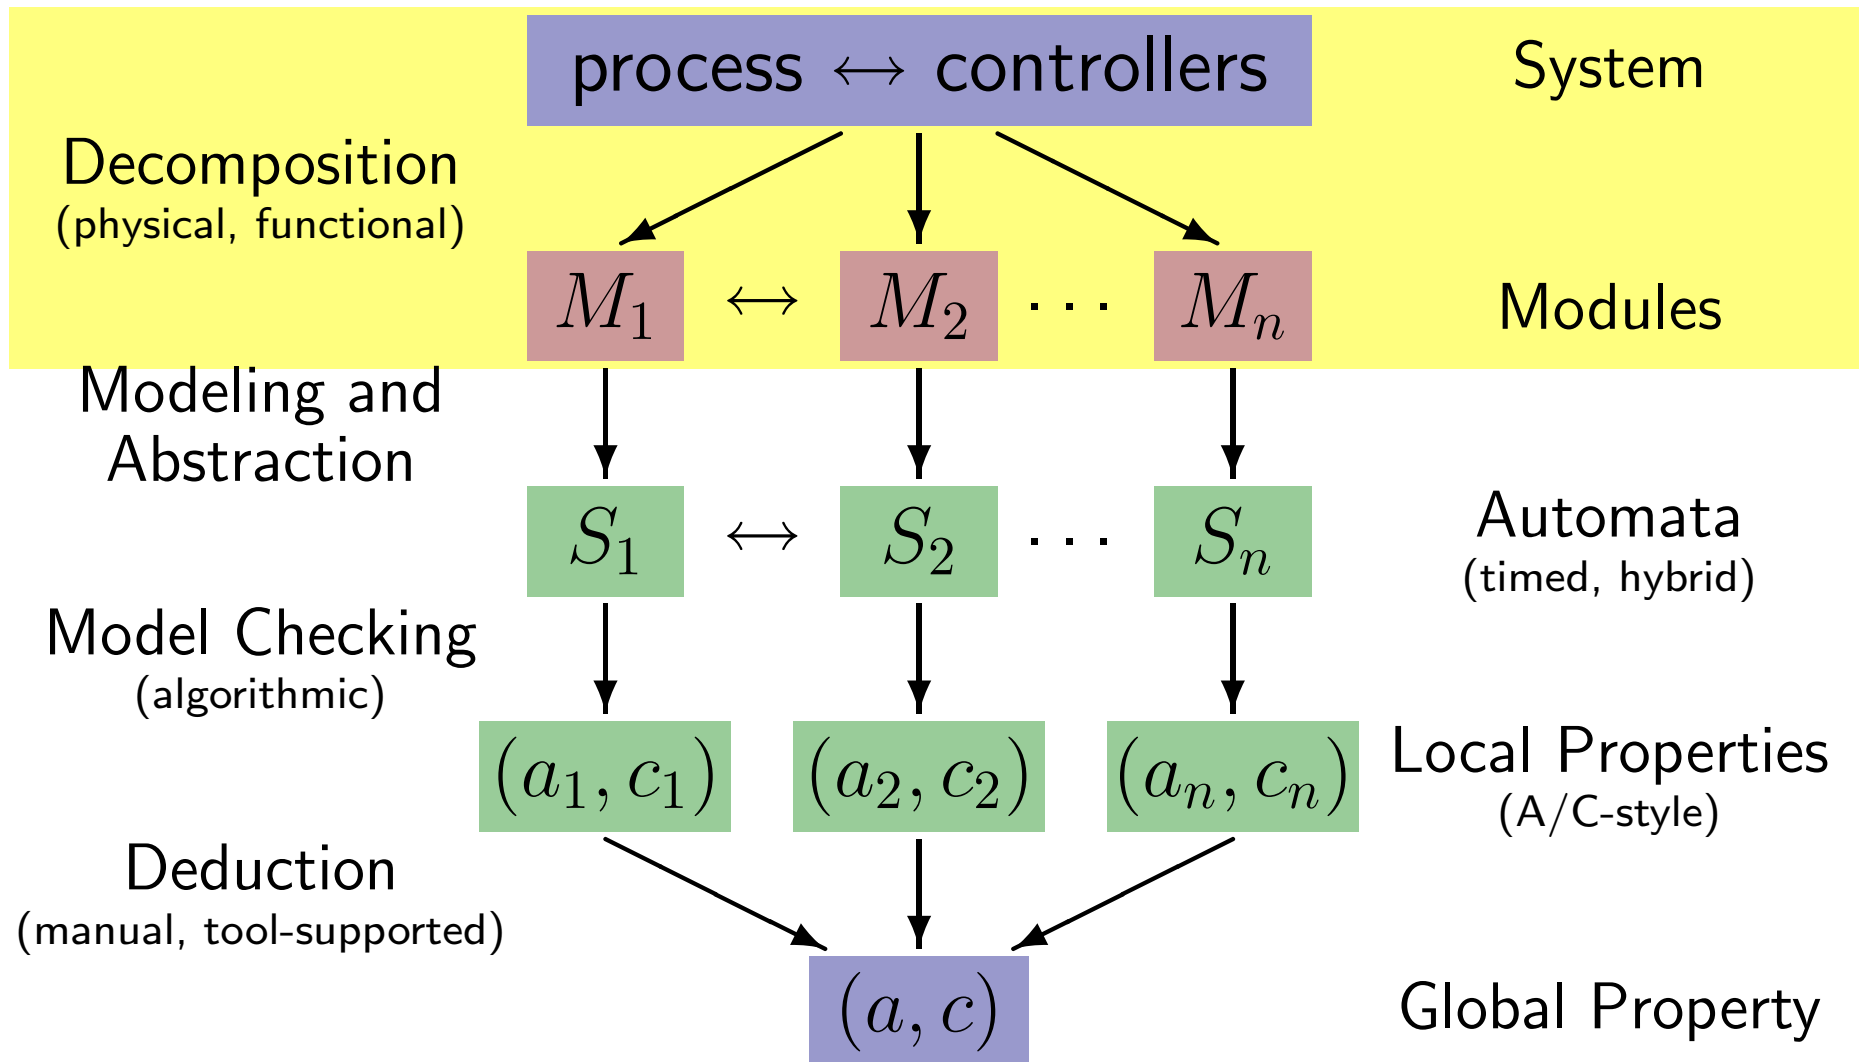 process ↔ controllers
System
Decomposition
(physical, functional)
M₁ ↔ M₂ ··· Mₙ
Modules
Modeling and
Abstraction
S₁ ↔ S₂ ··· Sₙ
Automata
(timed, hybrid)
Model Checking
(algorithmic)
(a₁, c₁) (a₂, c₂) (aₙ, cₙ)
Local Properties
(A/C-style)
Deduction
(manual, tool-supported)
(a, c)
Global Property